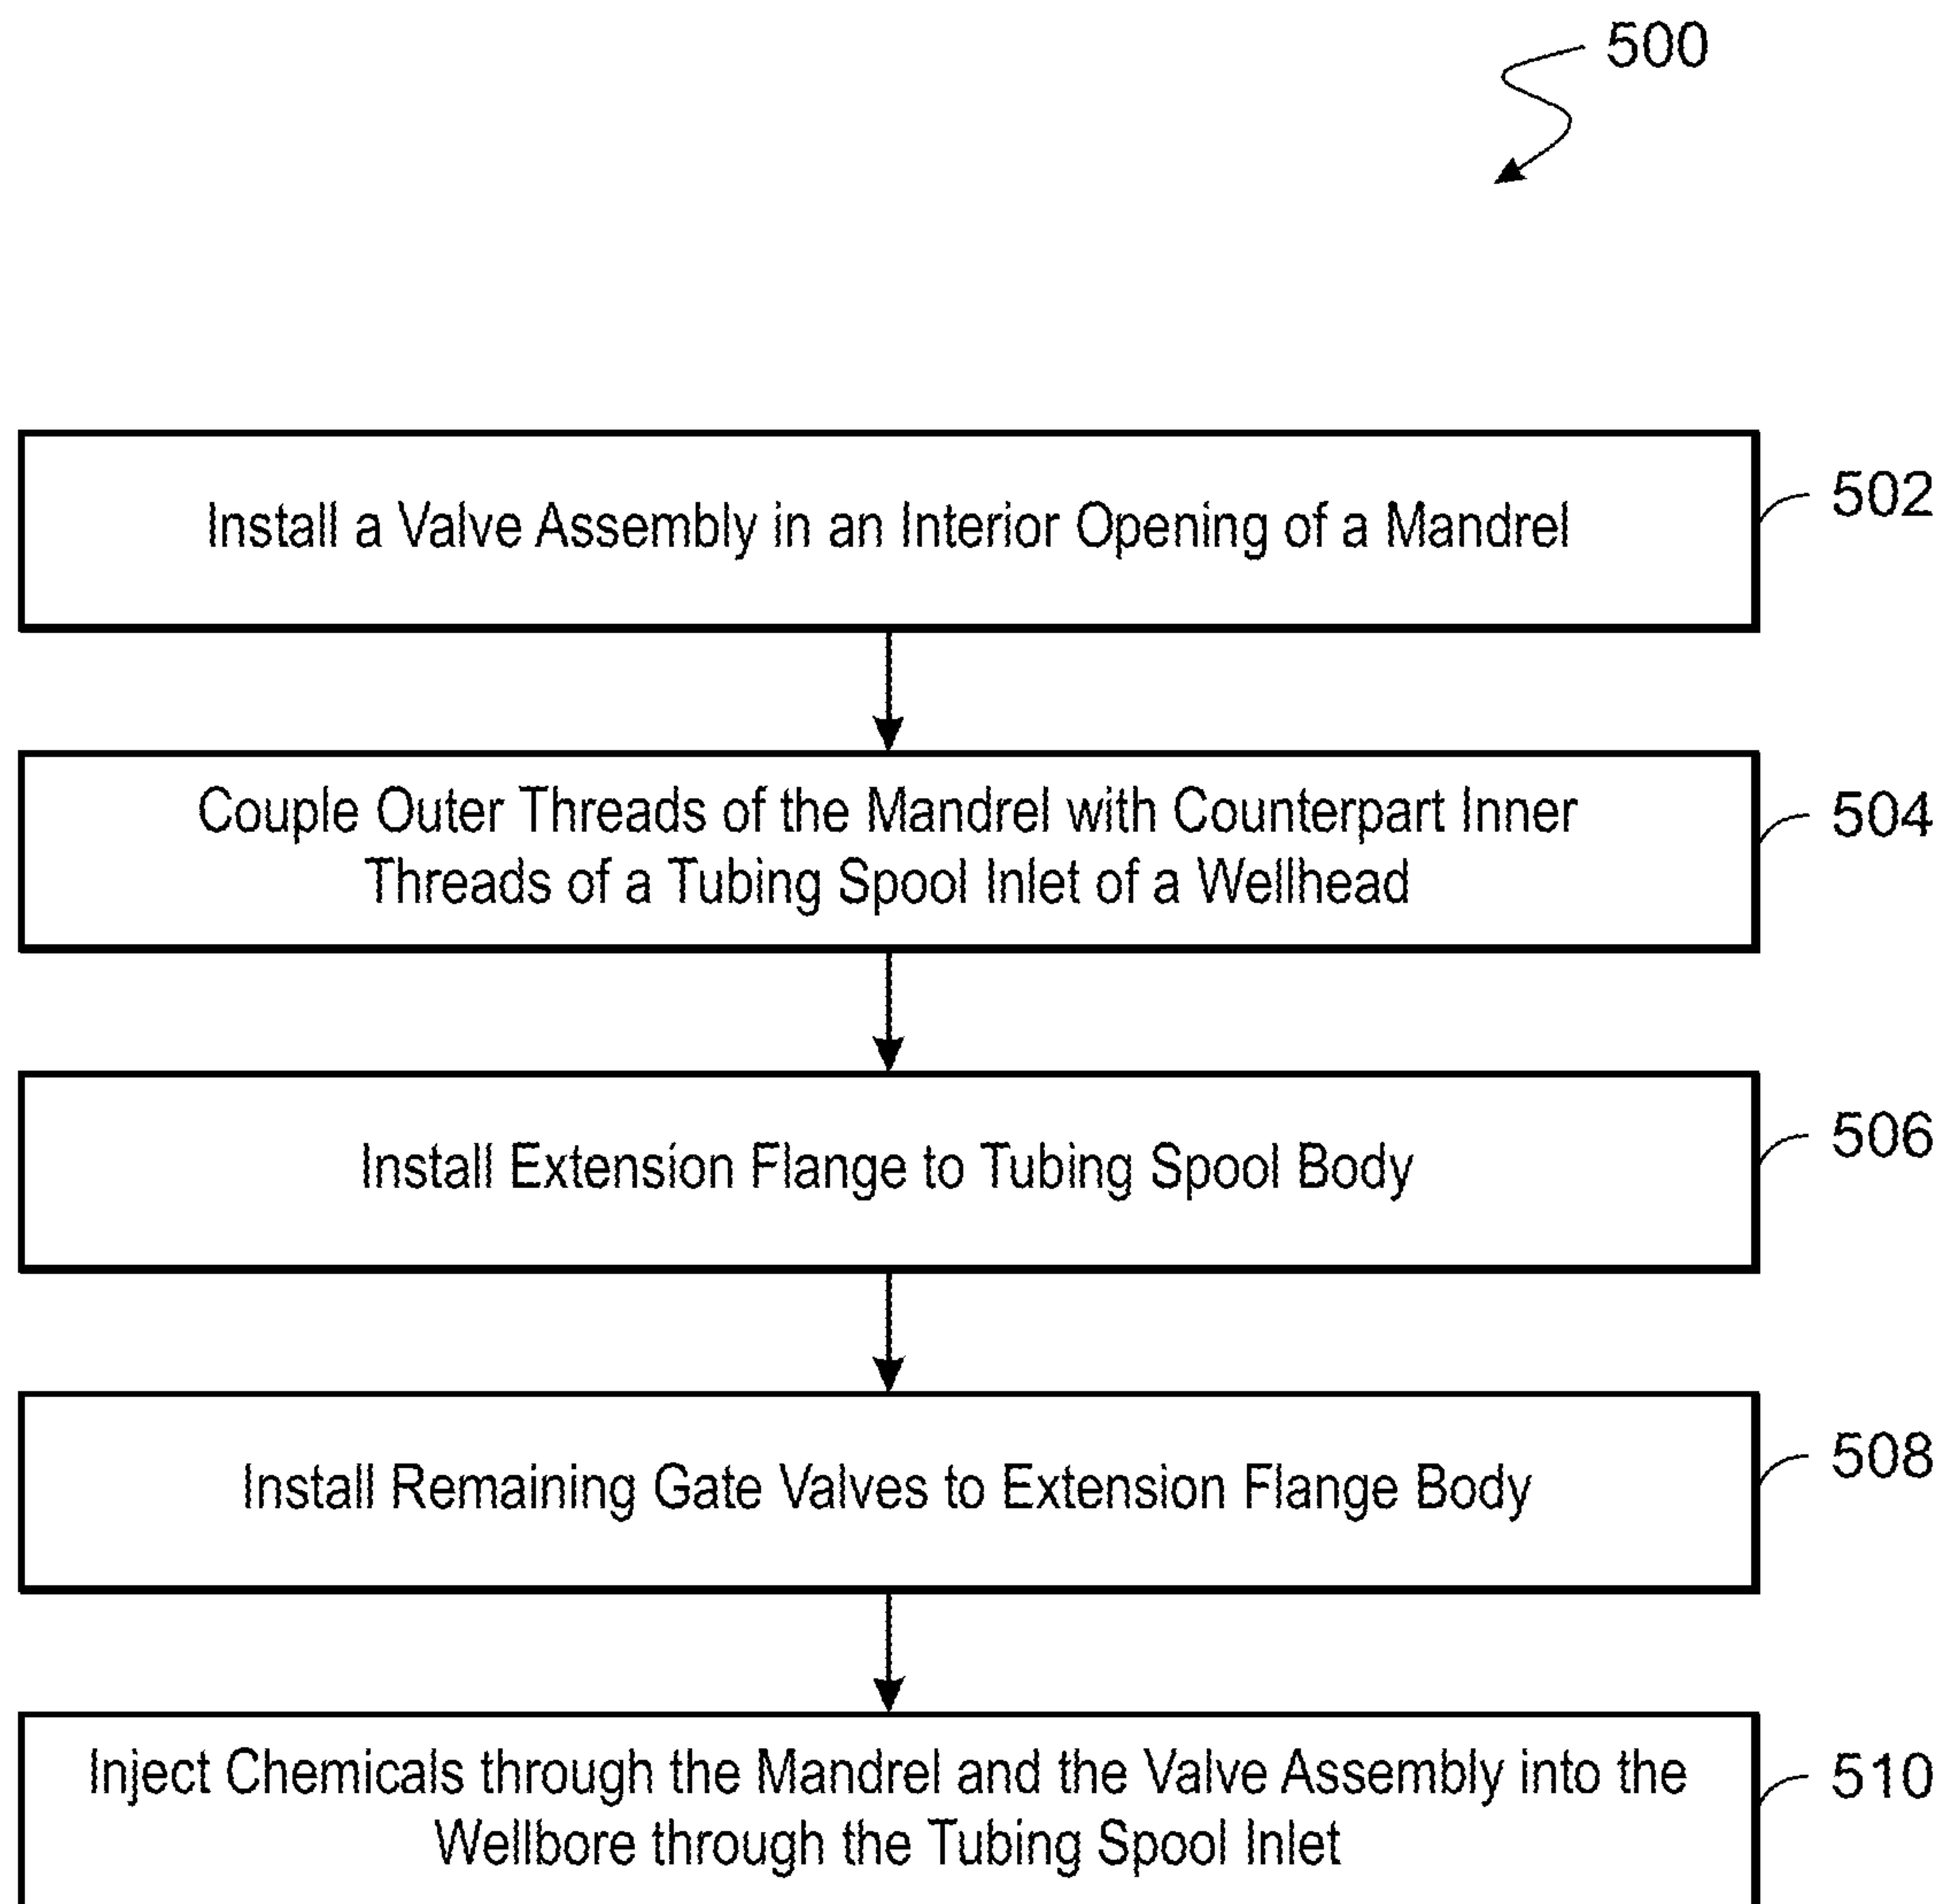 500
Install a Valve Assembly in an Interior Opening of a Mandrel
502
Couple Outer Threads of the Mandrel with Counterpart Inner
Threads of a Tubing Spool Inlet of a Wellhead
504
Install Extension Flange to Tubing Spool Body
506
Install Remaining Gate Valves to Extension Flange Body
508
Inject Chemicals through the Mandrel and the Valve Assembly into the
Wellbore through the Tubing Spool Inlet
510